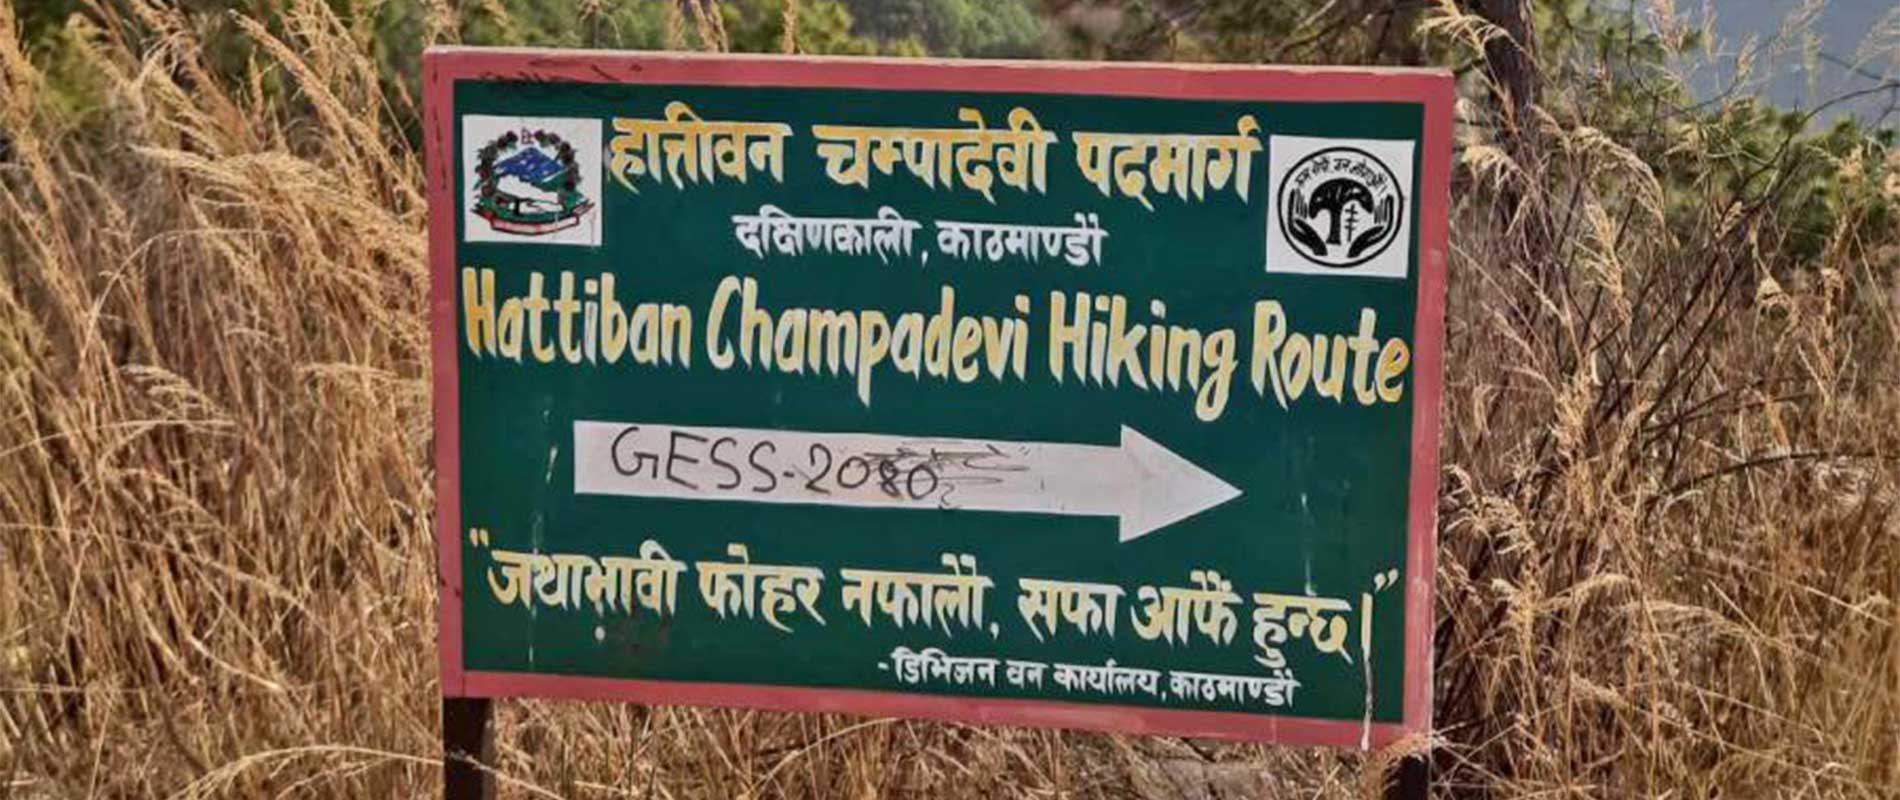 हात्तीवन चम्पादेवी पदमार्ग
दक्षिणकाली, काठमाण्डौ
Hattiban Champadevi Hiking Route
GESS-2080
"जथाभावी फोहर नफालौ, सफा आफै हुन्छ।"
- डिभिजन वन कार्यालय, काठमाण्डौ